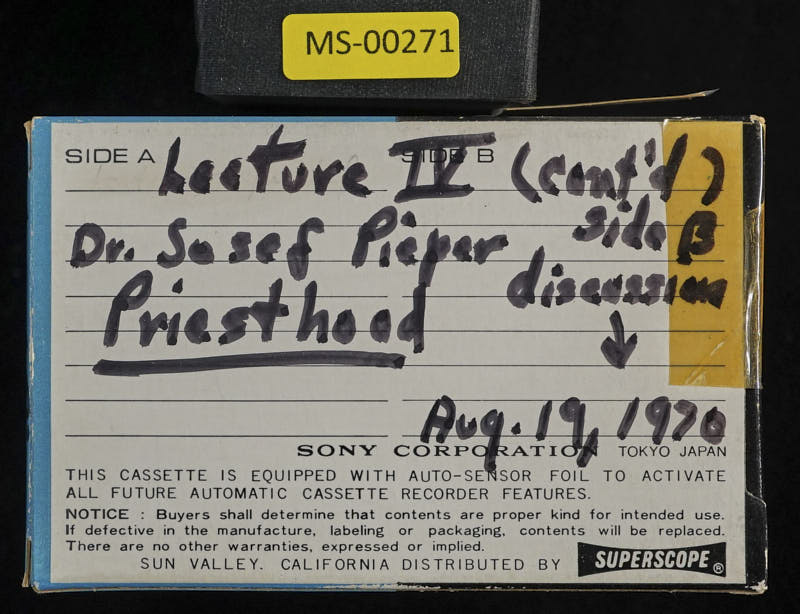 MS-00271
SIDE A SIDE B
Lecture IV (cont'd)
Dr. Josef Pieper side B
Priesthood discussion
Aug. 19, 1970
SONY CORPORATION TOKYO JAPAN
THIS CASSETTE IS EQUIPPED WITH AUTO-SENSOR FOIL TO ACTIVATE
ALL FUTURE AUTOMATIC CASSETTE RECORDER FEATURES.
NOTICE : Buyers shall determine that contents are proper kind for intended use.
If defective in the manufacture, labeling or packaging, contents will be replaced.
There are no other warranties, expressed or implied.
SUN VALLEY. CALIFORNIA DISTRIBUTED BY SUPERSCOPE®